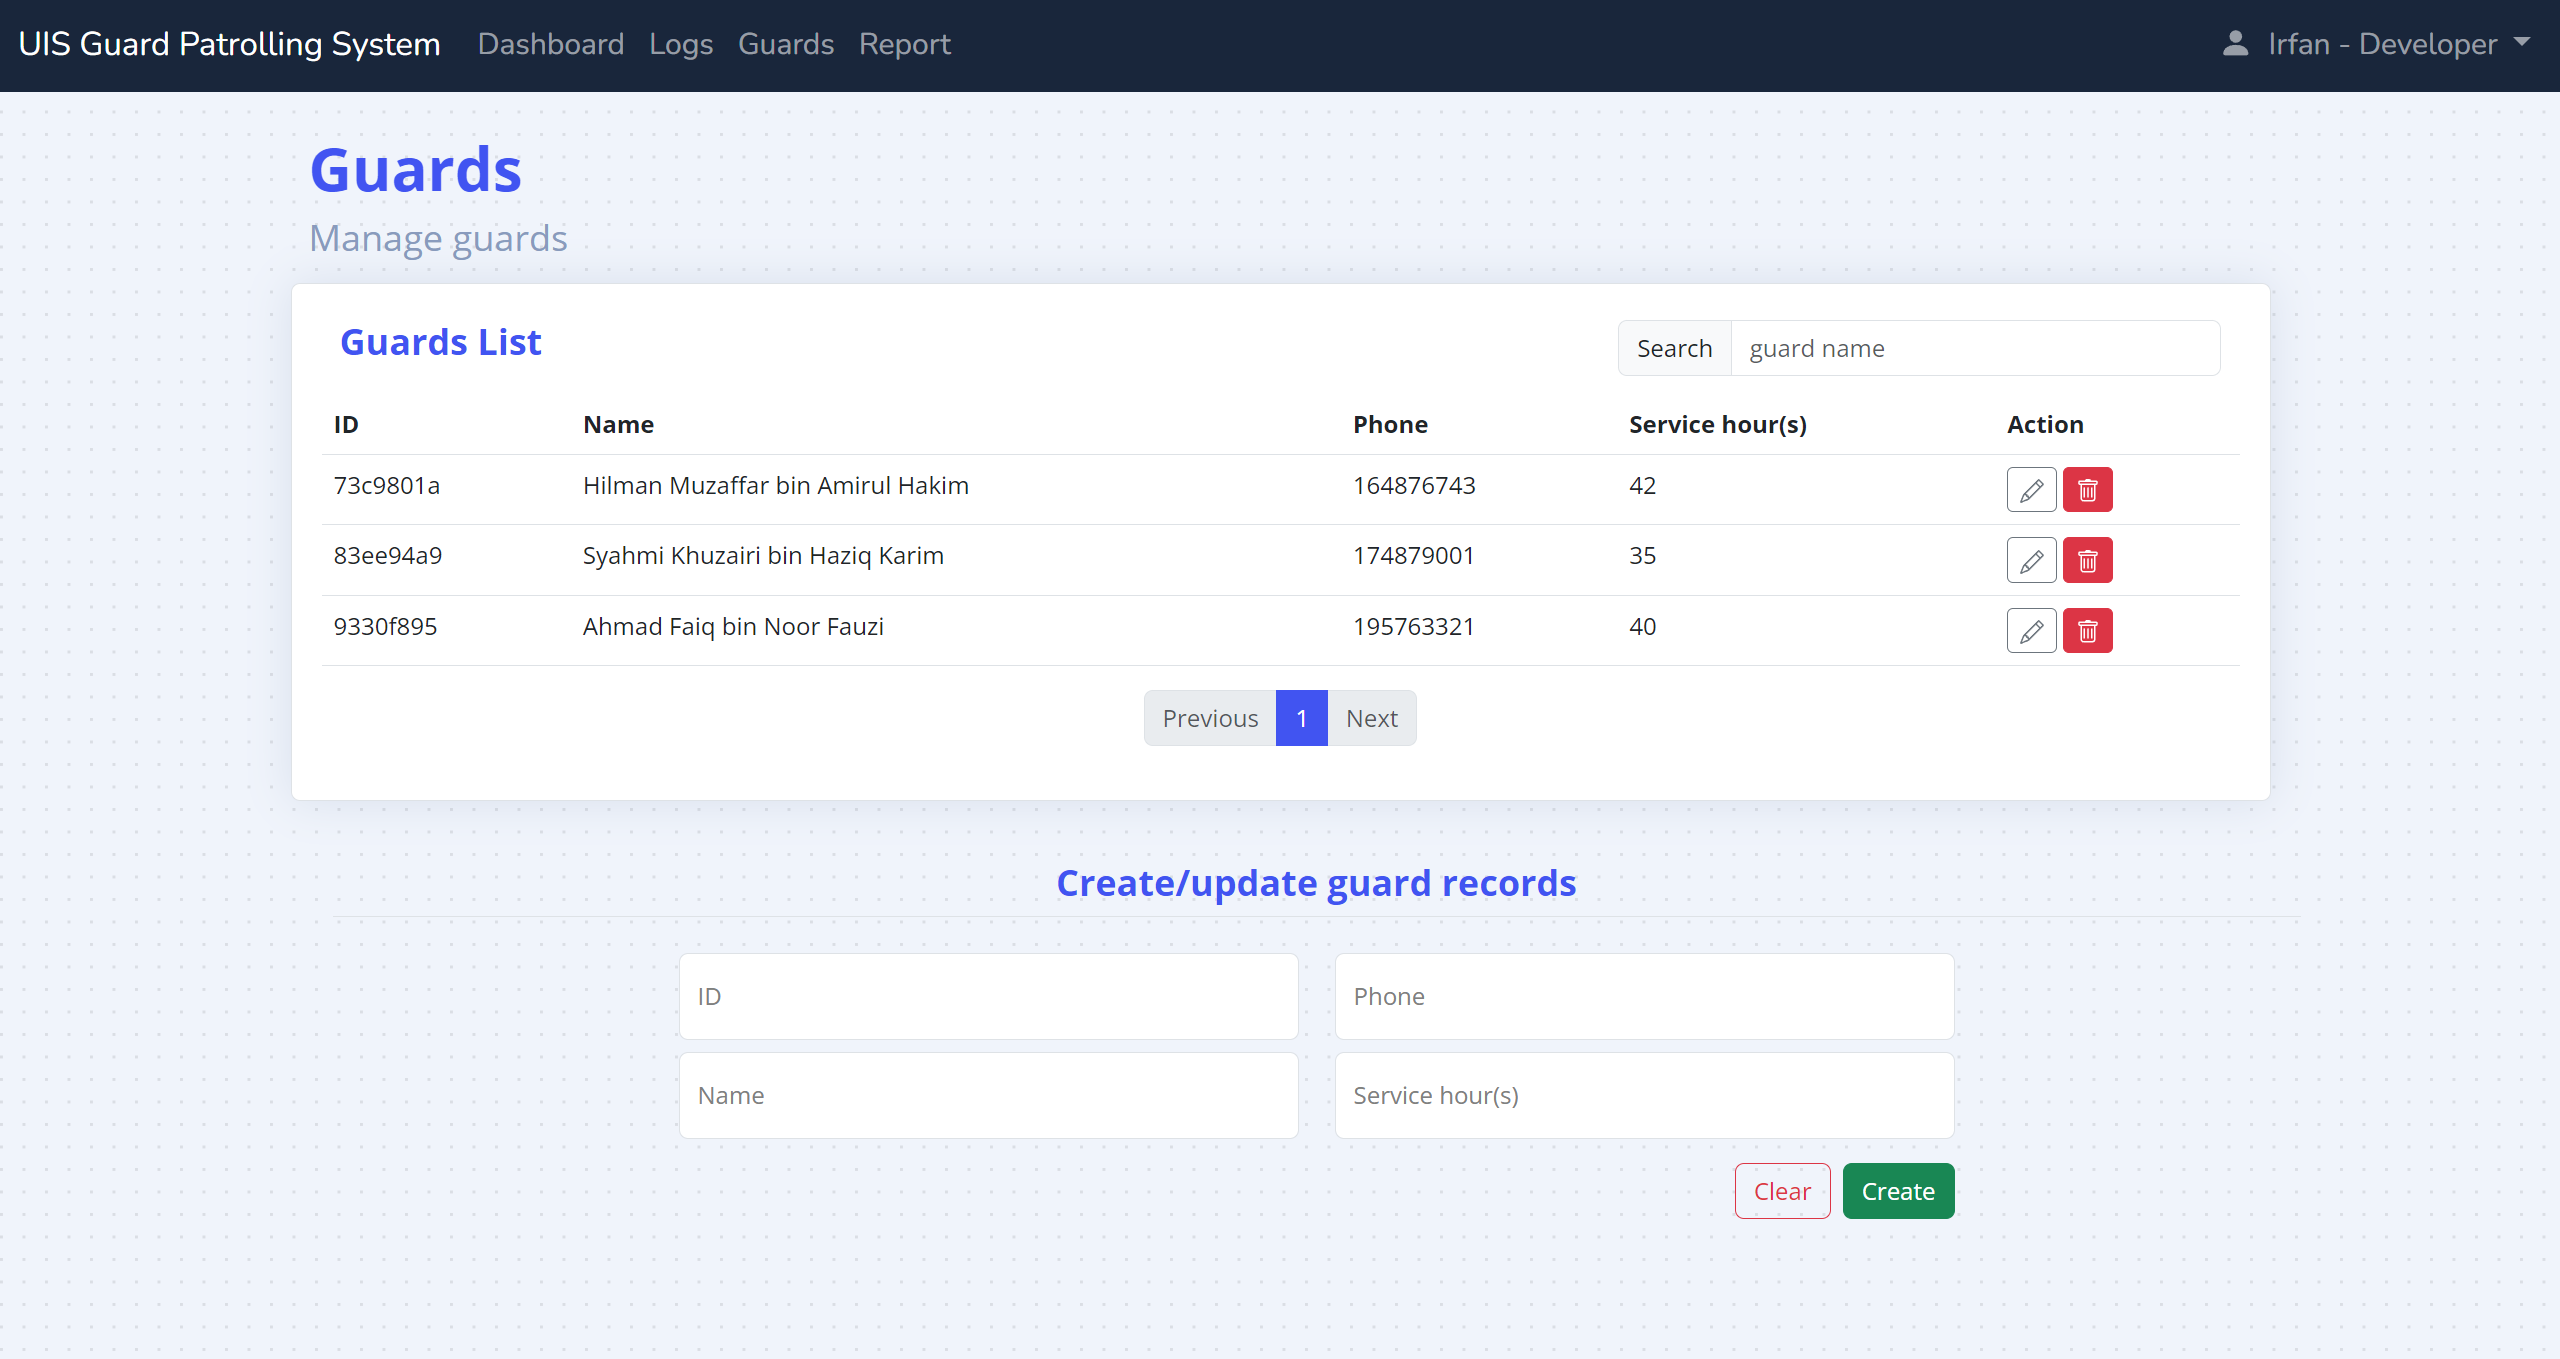 UIS Guard Patrolling System Dashboard Logs Guards Report Irfan - Developer
Guards
Manage guards
Guards List
Search guard name
ID Name Phone Service hour(s) Action
73c9801a Hilman Muzaffar bin Amirul Hakim 164876743 42
83ee94a9 Syahmi Khuzairi bin Haziq Karim 174879001 35
9330f895 Ahmad Faiq bin Noor Fauzi 195763321 40
Previous 1 Next
Create/update guard records
ID Phone
Name Service hour(s)
Clear Create